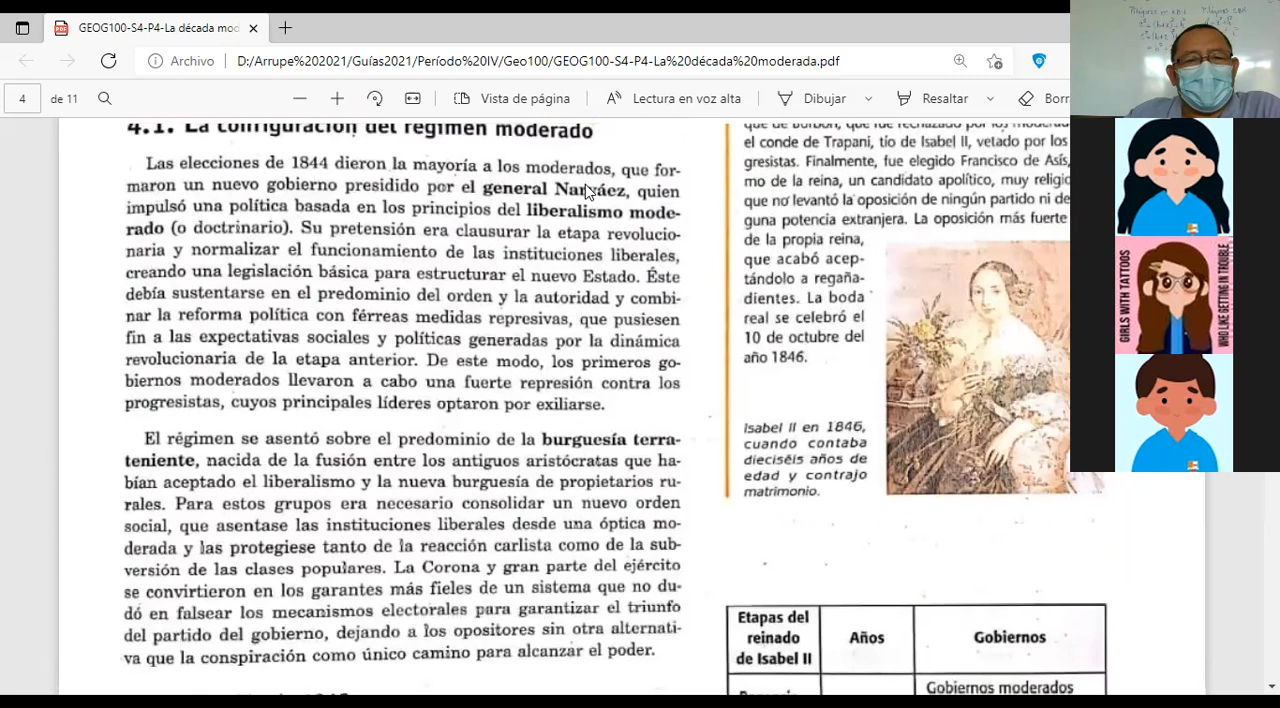 GEOG100-S4-P4-La década mod
Archivo
D:/Arrupe%202021/Guías2021/Período%20IV/Geo100/GEOG100-S4-P4-La%20década%20moderada.pdf
4
de 11
Vista de página
Lectura en voz alta
Dibujar
Resaltar
Borr
4.1. La configuración del régimen moderado
Las elecciones de 1844 dieron la mayoría a los moderados, que for-
maron un nuevo gobierno presidido por el general Narváez, quien
impulsó una política basada en los principios del liberalismo mode-
rado (o doctrinario). Su pretensión era clausurar la etapa revolucio-
naria y normalizar el funcionamiento de las instituciones liberales,
creando una legislación básica para estructurar el nuevo Estado. Éste
debía sustentarse en el predominio del orden y la autoridad y combi-
nar la reforma política con férreas medidas represivas, que pusiesen
fin a las expectativas sociales y políticas generadas por la dinámica
revolucionaria de la etapa anterior. De este modo, los primeros go-
biernos moderados llevaron a cabo una fuerte represión contra los
progresistas, cuyos principales líderes optaron por exiliarse.
El régimen se asentó sobre el predominio de la burguesía terra-
teniente, nacida de la fusión entre los antiguos aristócratas que ha-
bían aceptado el liberalismo y la nueva burguesía de propietarios ru-
rales. Para estos grupos era necesario consolidar un nuevo orden
social, que asentase las instituciones liberales desde una óptica mo-
derada y las protegiese tanto de la reacción carlista como de la sub-
versión de las clases populares. La Corona y gran parte del ejército
se convirtieron en los garantes más fieles de un sistema que no du-
dó en falsear los mecanismos electorales para garantizar el triunfo
del partido del gobierno, dejando a los opositores sin otra alternati-
va que la conspiración como único camino para alcanzar el poder.
que de Borbón, que fue rechazado por los modera
el conde de Trapani, tío de Isabel II, vetado por los
gresistas. Finalmente, fue elegido Francisco de Asís,
mo de la reina, un candidato apolítico, muy religio
que no levantó la oposición de ningún partido ni de
guna potencia extranjera. La oposición más fuerte
de la propia reina,
que acabó acep-
tándolo a regaña-
dientes. La boda
real se celebró el
10 de octubre del
año 1846.
Isabel II en 1846,
cuando contaba
dieciséis años de
edad y contrajo
matrimonio.
Etapas del
reinado
de Isabel II
Años
Gobiernos
Gobiernos moderados
GIRLS WITH TATTOOS
WHO LIKE GETTING IN TROUBLE